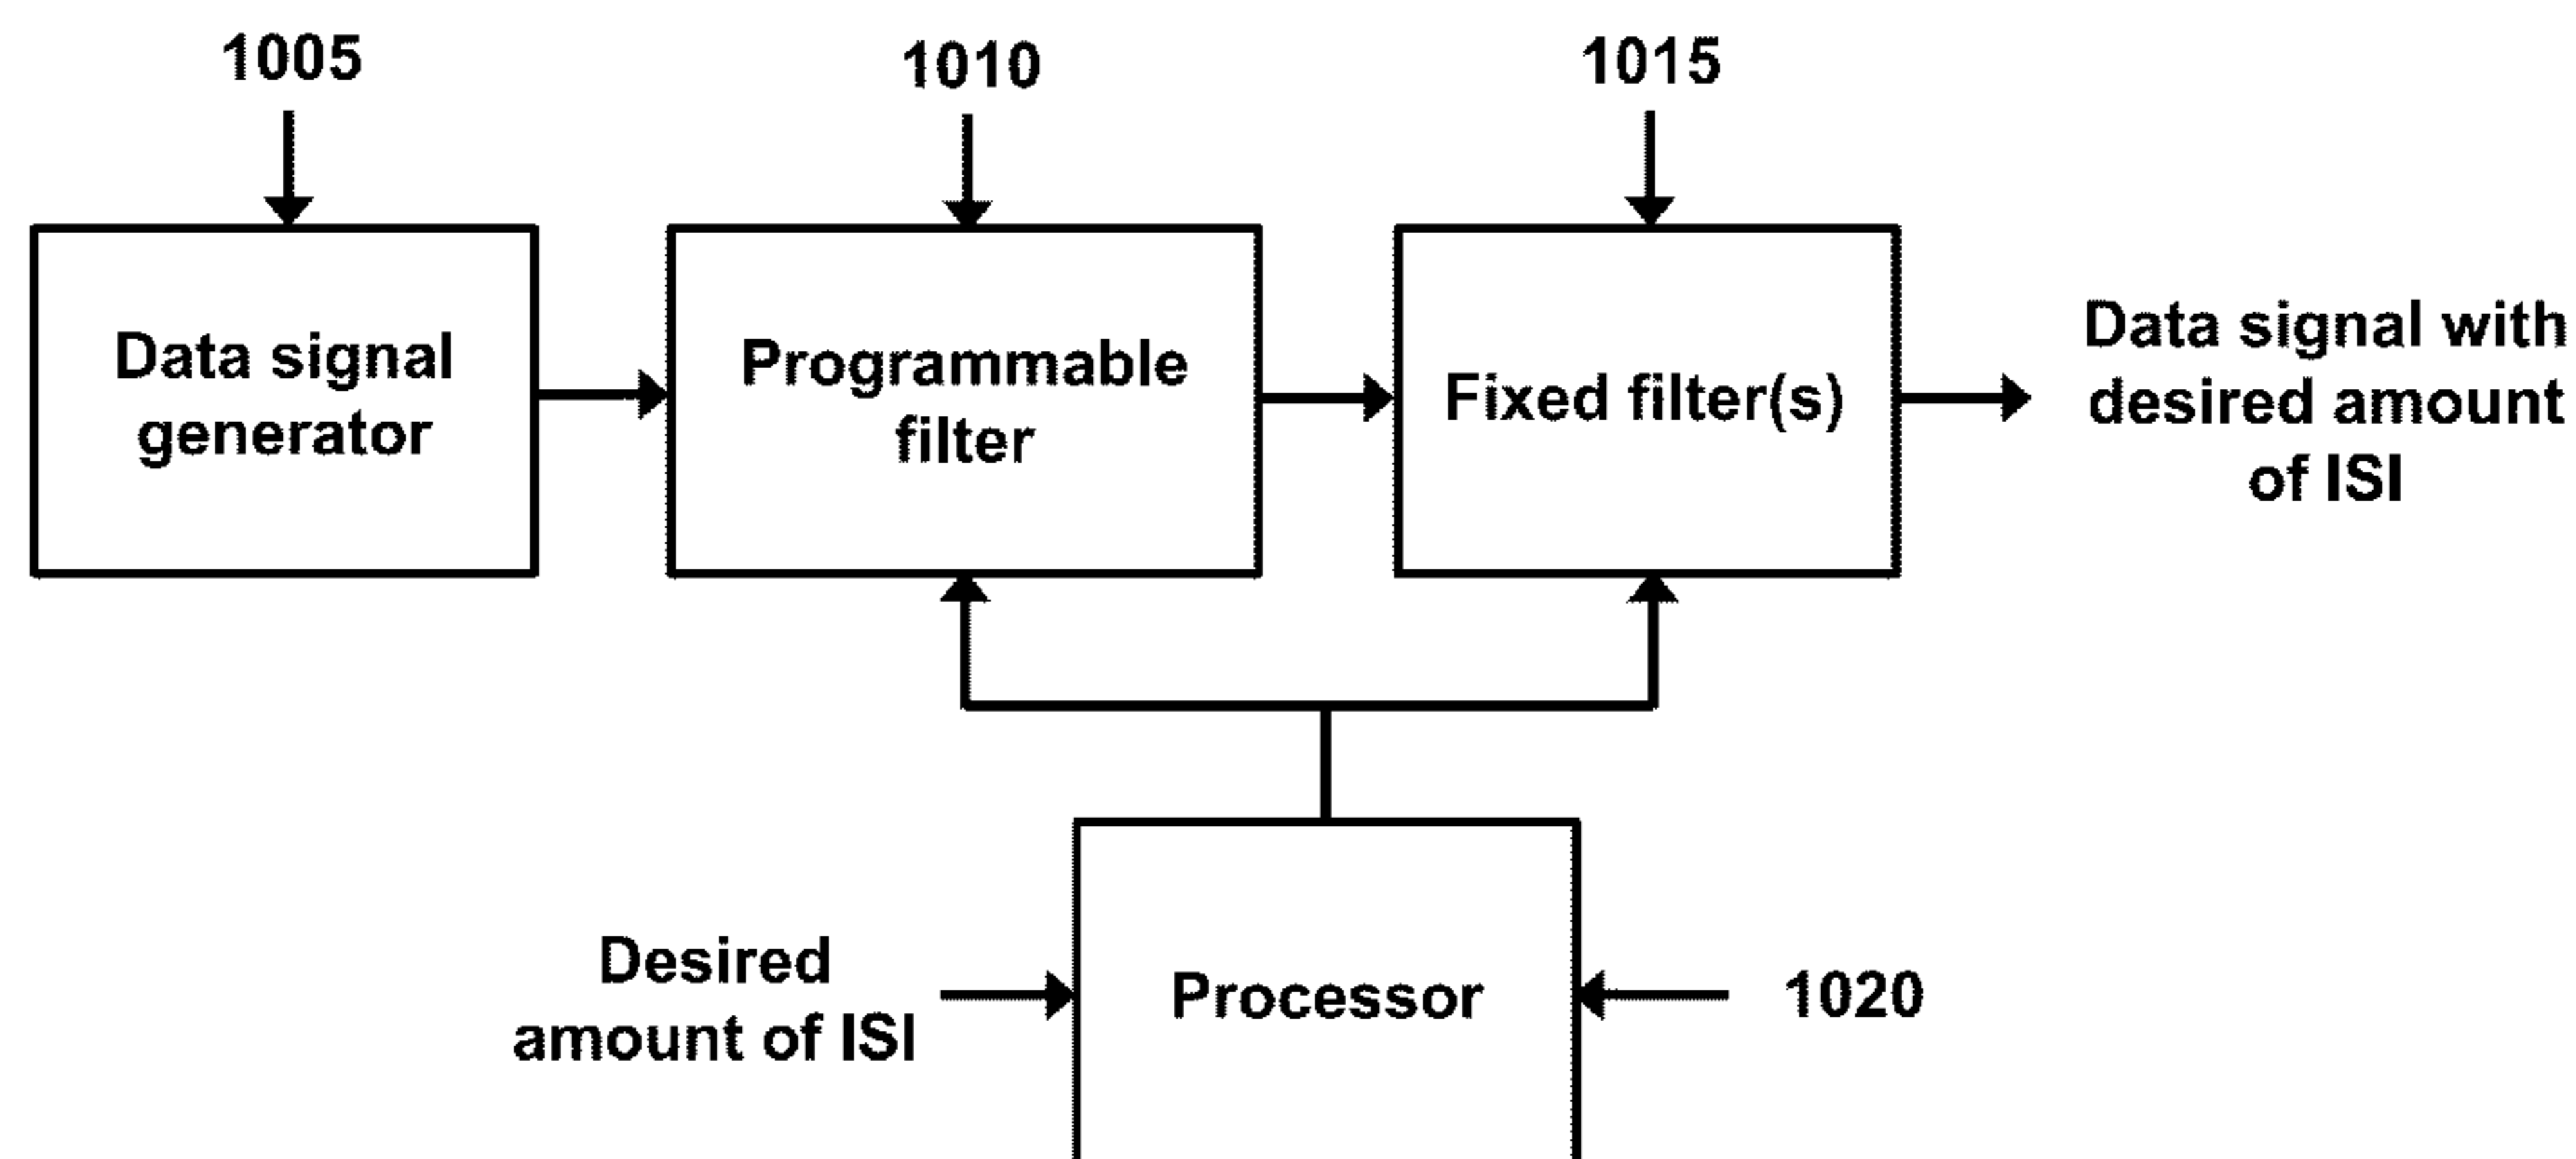 1005
1010
1015
Data signal
generator
Programmable
filter
Fixed filter(s)
Data signal with
desired amount
of ISI
Desired
amount of ISI
Processor
1020